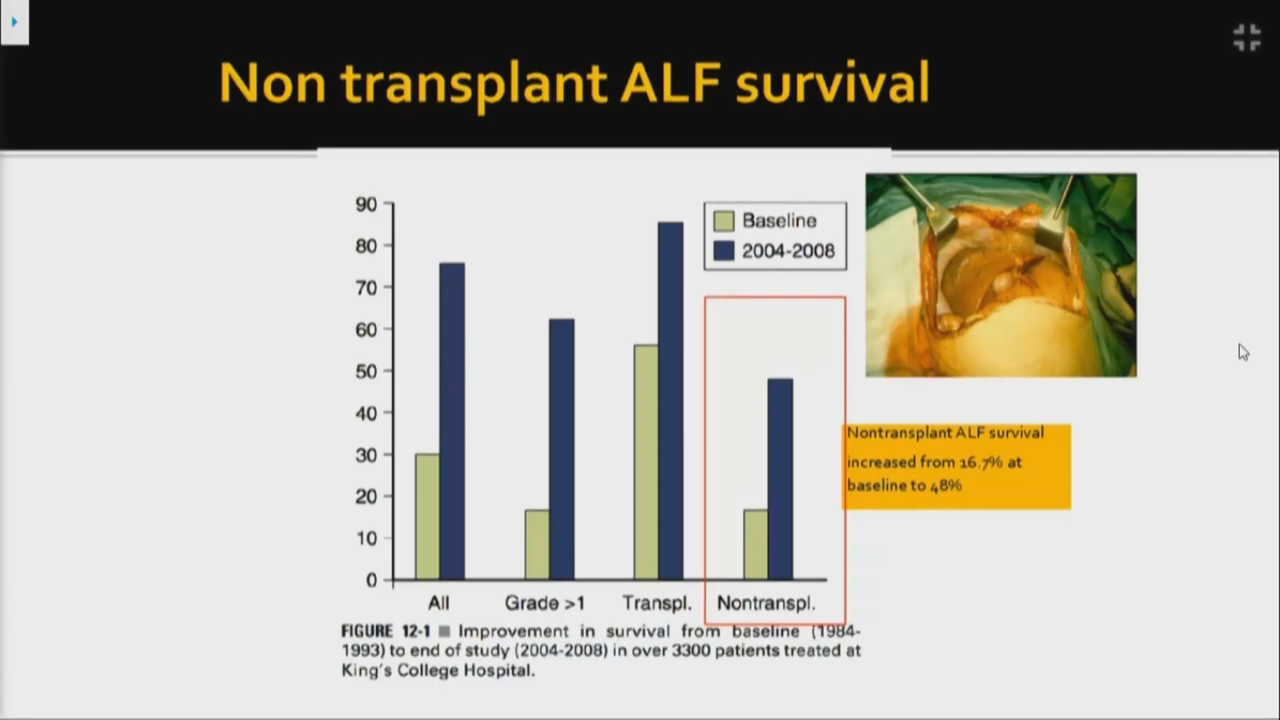 Non transplant ALF survival
90
80
70
60
50
40
30
20
10
0
Baseline
2004-2008
All
Grade >1
Transpl.
Nontranspl.
Nontransplant ALF survival
increased from 16.7% at
baseline to 48%
FIGURE 12-1 ■ Improvement in survival from baseline (1984-
1993) to end of study (2004-2008) in over 3300 patients treated at
King's College Hospital.